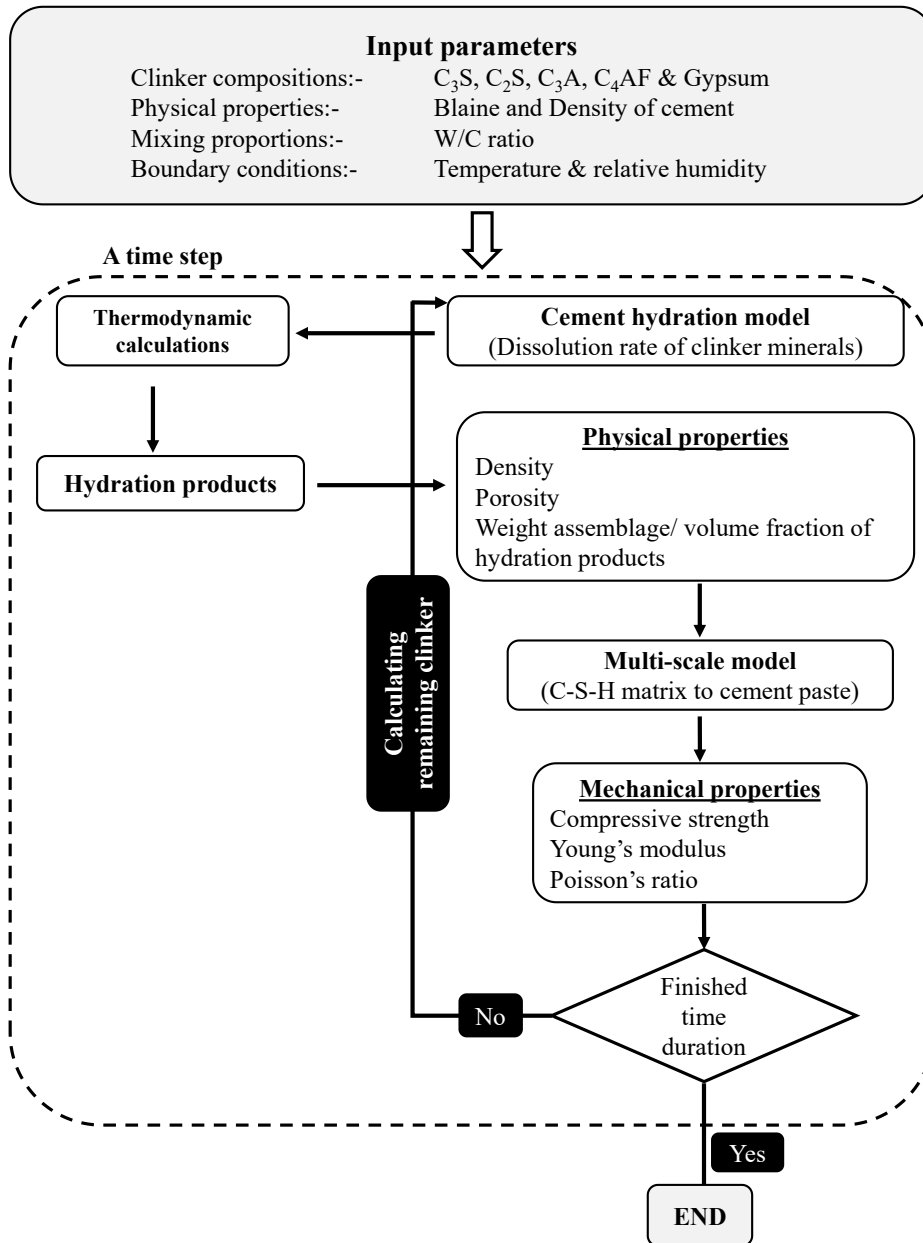 Input parameters
Clinker compositions:- C₃S, C₂S, C₃A, C₄AF & Gypsum
Physical properties:- Blaine and Density of cement
Mixing proportions:- W/C ratio
Boundary conditions:- Temperature & relative humidity
A time step
Thermodynamic
calculations
Cement hydration model
(Dissolution rate of clinker minerals)
Hydration products
Physical properties
Density
Porosity
Weight assemblage/ volume fraction of
hydration products
Calculating
remaining clinker
Multi-scale model
(C-S-H matrix to cement paste)
Mechanical properties
Compressive strength
Young’s modulus
Poisson’s ratio
Finished
time
duration
No
Yes
END